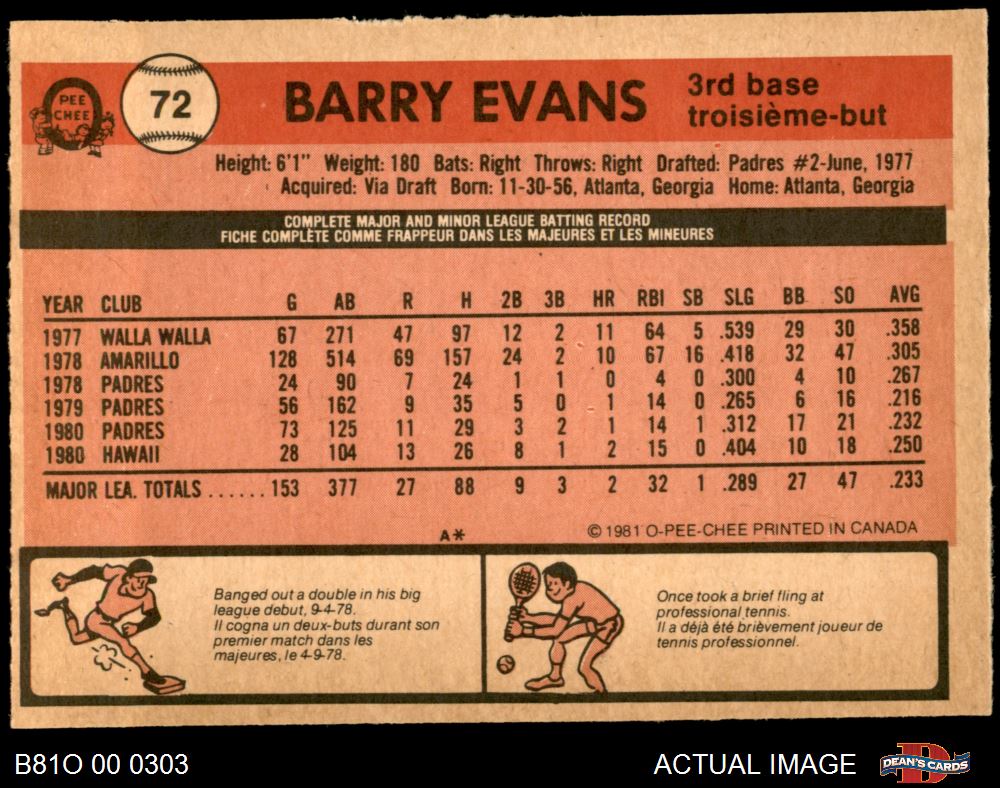 PEE
CHEE
72
BARRY EVANS
3rd base
troisième-but
Height: 6'1" Weight: 180 Bats: Right Throws: Right Drafted: Padres #2-June, 1977
Acquired: Via Draft Born: 11-30-56, Atlanta, Georgia Home: Atlanta, Georgia
COMPLETE MAJOR AND MINOR LEAGUE BATTING RECORD
FICHE COMPLÈTE COMME FRAPPEUR DANS LES MAJEURES ET LES MINEURES
YEAR CLUB G AB R H 2B 3B HR RBI SB SLG BB SO AVG
1977 WALLA WALLA 67 271 47 97 12 2 11 64 5 .539 29 30 .358
1978 AMARILLO 128 514 69 157 24 2 10 67 16 .418 32 47 .305
1978 PADRES 24 90 7 24 1 1 0 4 0 .300 4 10 .267
1979 PADRES 56 162 9 35 5 0 1 14 0 .265 6 16 .216
1980 PADRES 73 125 11 29 3 2 1 14 1 .312 17 21 .232
1980 HAWAII 28 104 13 26 8 1 2 15 0 .404 10 18 .250
MAJOR LEA. TOTALS ...... 153 377 27 88 9 3 2 32 1 .289 27 47 .233
A* © 1981 O-PEE-CHEE PRINTED IN CANADA
Banged out a double in his big
league debut, 9-4-78.
Il cogna un deux-buts durant son
premier match dans les
majeures, le 4-9-78.
Once took a brief fling at
professional tennis.
Il a déjà été brièvement joueur de
tennis professionnel.
B81O 00 0303
ACTUAL IMAGE
DEAN'S CARDS